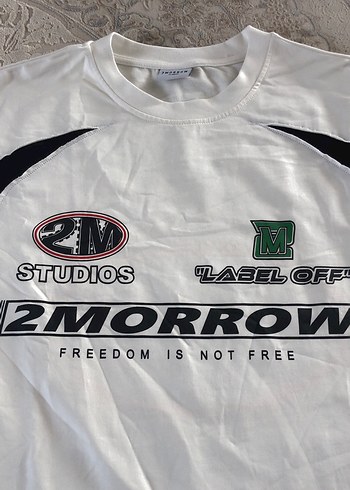 2M
STUDIOS
M
"LABEL OFF"
2MORROW
FREEDOM IS NOT FREE